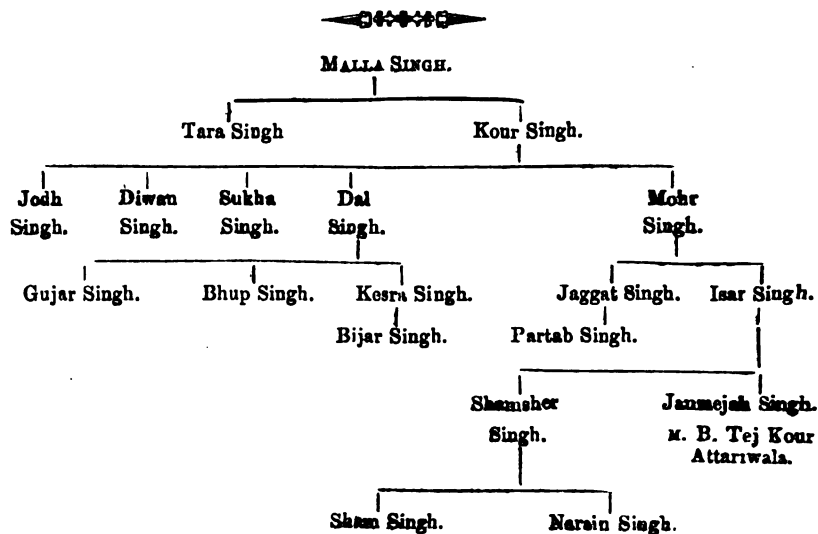 MALLA SINGH.
Tara Singh Kour Singh.
Jodh Diwan Sukha Dal Mohr
Singh. Singh. Singh. Singh. Singh.
Gujar Singh. Bhup Singh. Kesra Singh. Jaggat Singh. Isar Singh.
Bijar Singh. Partab Singh.
Shamsher Janmejah Singh.
Singh. M. B. Tej Kour
Attariwala.
Sham Singh. Narain Singh.